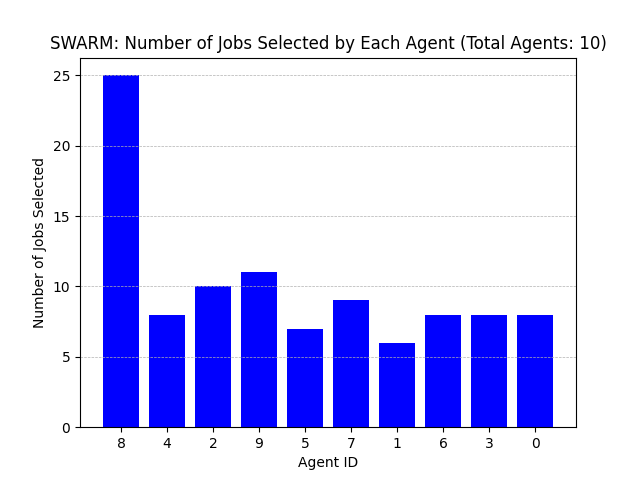 SWARM: Number of Jobs Selected by Each Agent (Total Agents: 10)
25
20
15
10
5
0
Number of Jobs Selected
8 4 2 9 5 7 1 6 3 0
Agent ID